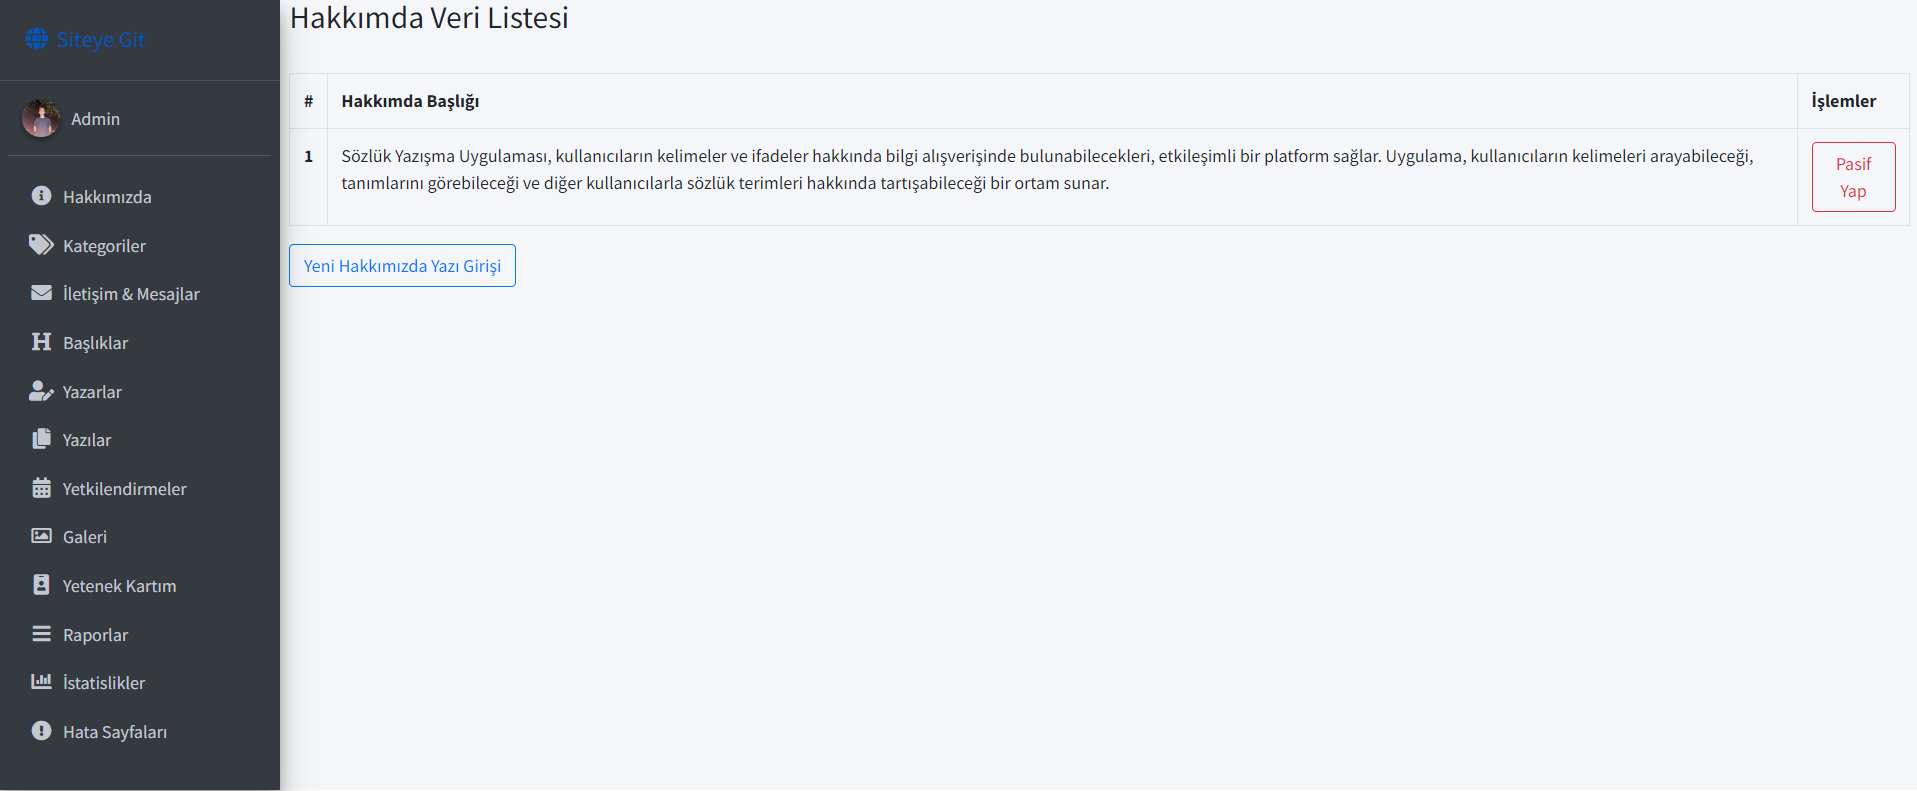 Siteye Git
Admin
Hakkımızda
Kategoriler
İletişim & Mesajlar
Başlıklar
Yazarlar
Yazılar
Yetkilendirmeler
Galeri
Yetenek Kartım
Raporlar
İstatislikler
Hata Sayfaları
Hakkımda Veri Listesi
# Hakkımda Başlığı İşlemler
1 Sözlük Yazışma Uygulaması, kullanıcıların kelimeler ve ifadeler hakkında bilgi alışverişinde bulunabilecekleri, etkileşimli bir platform sağlar. Uygulama, kullanıcıların kelimeleri arayabileceği,
tanımlarını görebileceği ve diğer kullanıcılarla sözlük terimleri hakkında tartışabileceği bir ortam sunar.
Pasif
Yap
Yeni Hakkımızda Yazı Girişi